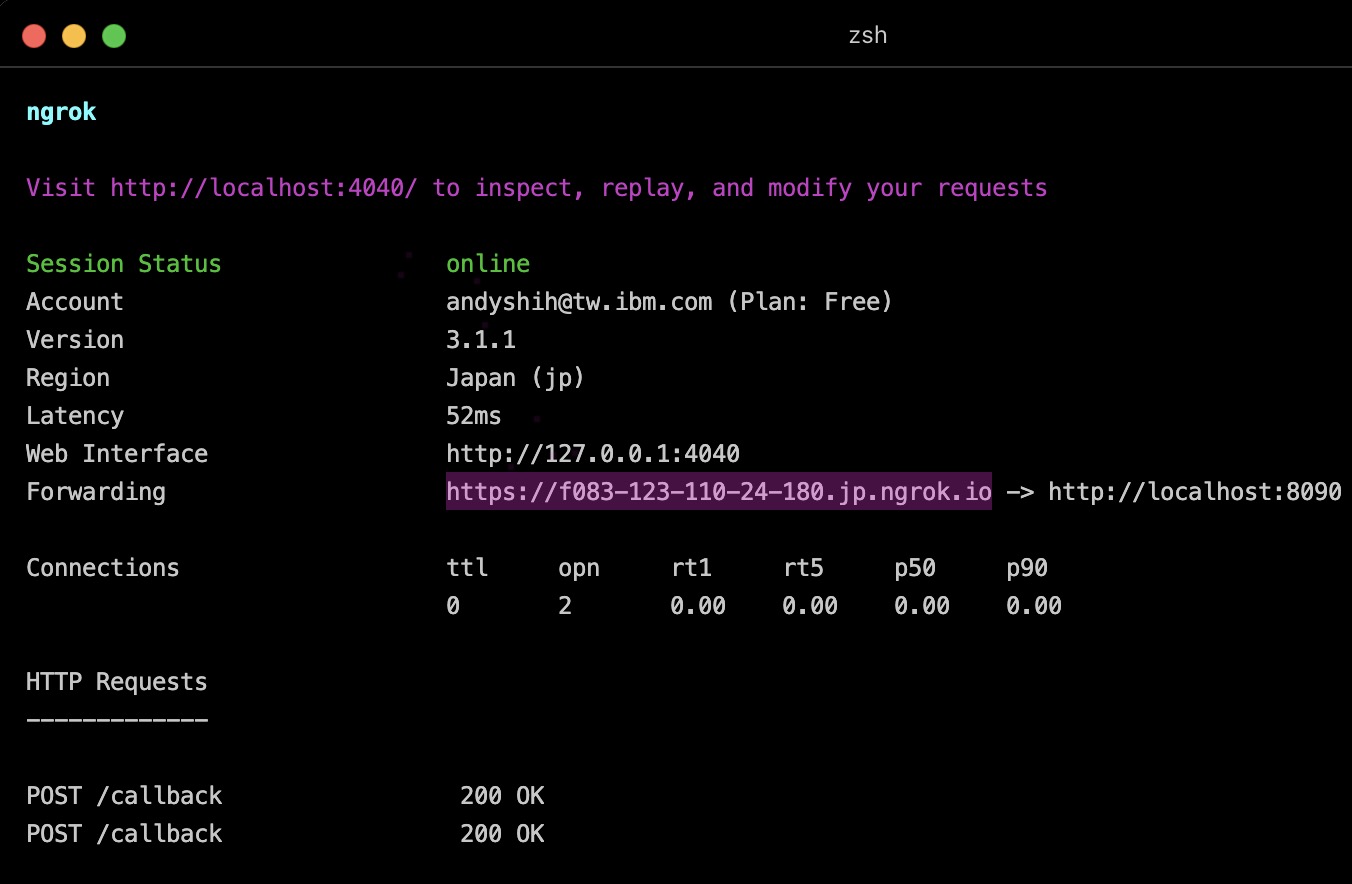 zsh
ngrok
Visit http://localhost:4040/ to inspect, replay, and modify your requests
Session Status online
Account andyshih@tw.ibm.com (Plan: Free)
Version 3.1.1
Region Japan (jp)
Latency 52ms
Web Interface http://127.0.0.1:4040
Forwarding https://f083-123-110-24-180.jp.ngrok.io -> http://localhost:8090
Connections ttl opn rt1 rt5 p50 p90
0 2 0.00 0.00 0.00 0.00
HTTP Requests
-------------
POST /callback 200 OK
POST /callback 200 OK